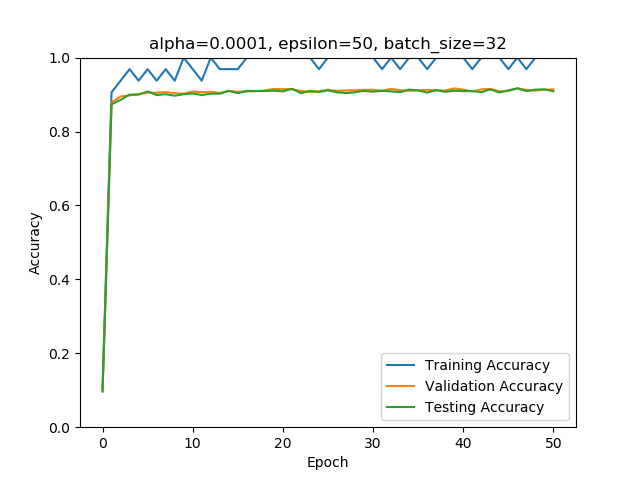 alpha=0.0001, epsilon=50, batch_size=32
Accuracy
1.0
0.8
0.6
0.4
0.2
0.0
Training Accuracy
Validation Accuracy
Testing Accuracy
0 10 20 30 40 50
Epoch